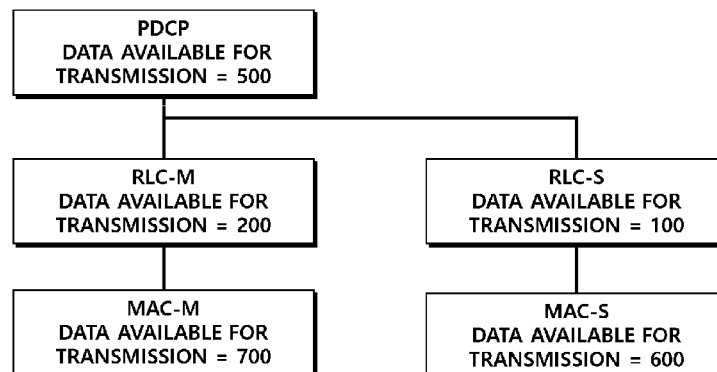 PDCP
DATA AVAILABLE FOR
TRANSMISSION = 500
RLC-M
DATA AVAILABLE FOR
TRANSMISSION = 200
RLC-S
DATA AVAILABLE FOR
TRANSMISSION = 100
MAC-M
DATA AVAILABLE FOR
TRANSMISSION = 700
MAC-S
DATA AVAILABLE FOR
TRANSMISSION = 600